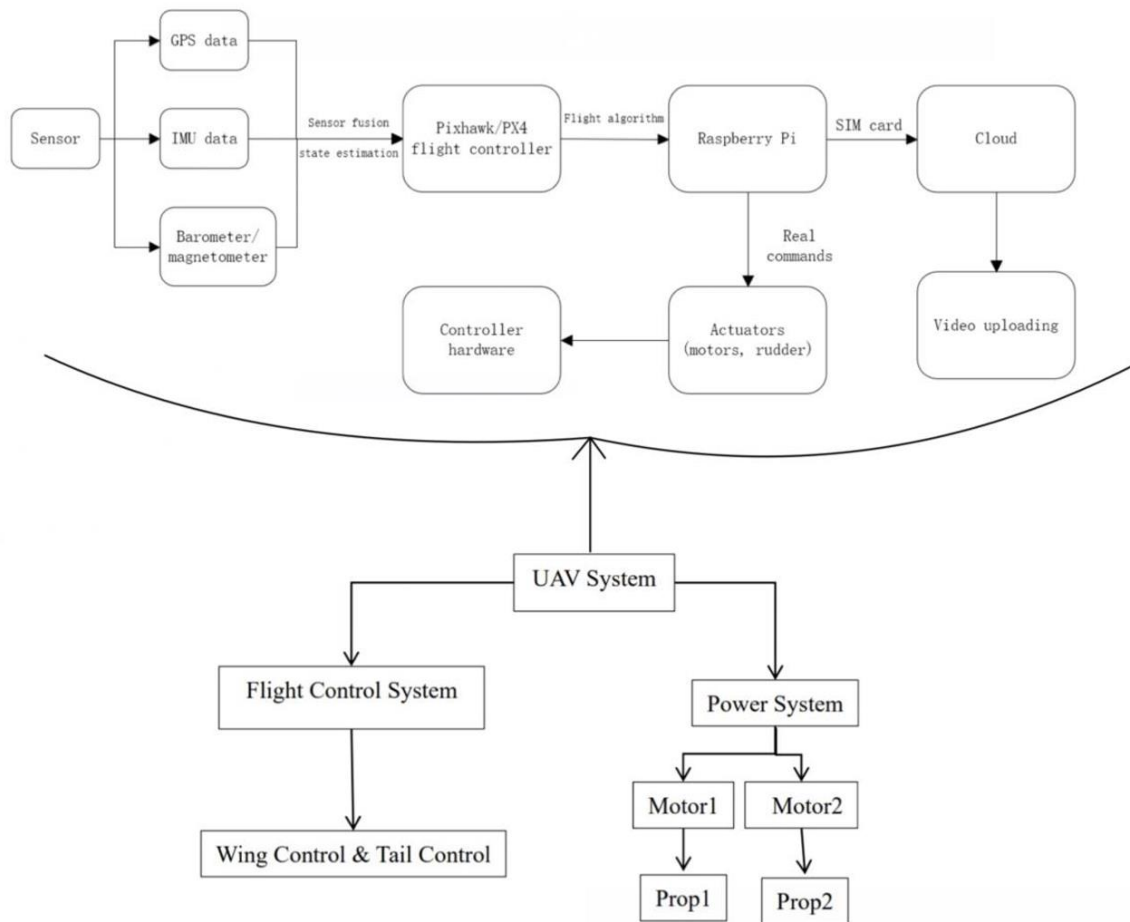 GPS data
Sensor
IMU data
Barometer/
magnetometer
Sensor fusion
state estimation
Pixhawk/PX4
flight controller
Flight algorithm
Raspberry Pi
SIM card
Cloud
Real
commands
Controller
hardware
Actuators
(motors, rudder)
Video uploading
UAV System
Flight Control System
Power System
Motor1
Motor2
Wing Control & Tail Control
Prop1
Prop2